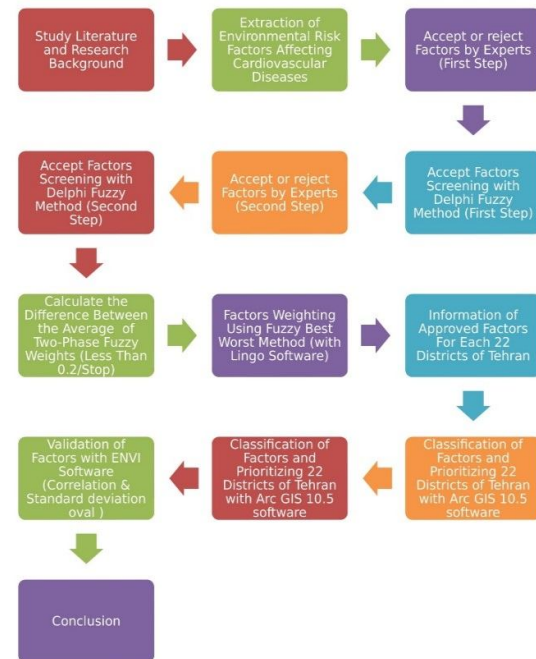 Study Literature
and Research
Background
Extraction of
Environmental Risk
Factors Affecting
Cardiovascular
Diseases
Accept or reject
Factors by Experts
(First Step)
Accept Factors
Screening with
Delphi Fuzzy
Method (First Step)
Accept or reject
Factors by Experts
(Second Step)
Accept Factors
Screening with
Delphi Fuzzy
Method (Second
Step)
Calculate the
Difference Between
the Average of
Two-Phase Fuzzy
Weights (Less Than
0.2/Stop)
Factors Weighting
Using Fuzzy Best
Worst Method (with
Lingo Software)
Information of
Approved Factors
For Each 22
Districts of Tehran
Classification of
Factors and
Prioritizing 22
Districts of Tehran
with Arc GIS 10.5
software
Classification of
Factors and
Prioritizing 22
Districts of Tehran
with Arc GIS 10.5
software
Validation of
Factors with ENVI
Software
(Correlation &
Standard deviation
oval )
Conclusion